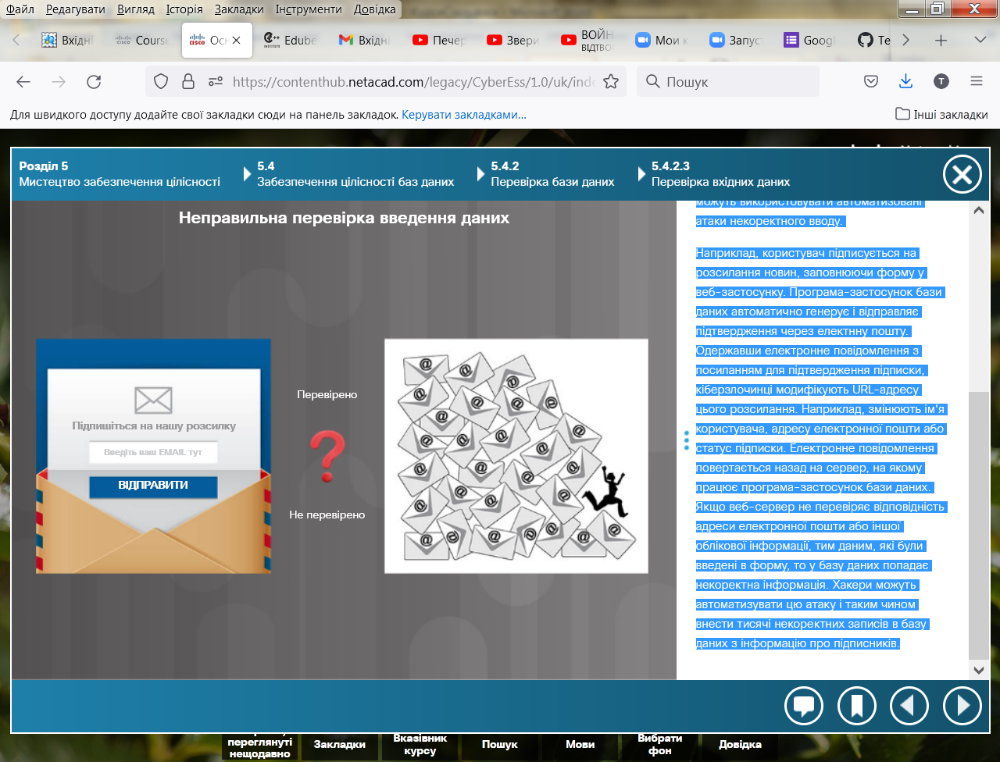 Файл Редагувати Вигляд Історія Закладки Інструменти Довідка
Вхідні Course Осн Edube Вхідні Печер Звери ВОЙН Мои к Запус Googl Te
ВІДТВО
https://contenthub.netacad.com/legacy/CyberEss/1.0/uk/inde Пошук T
Для швидкого доступу додайте свої закладки сюди на панель закладок. Керувати закладками... Інші закладки
Розділ 5 5.4 5.4.2 5.4.2.3
Мистецтво забезпечення цілісності Забезпечення цілісності баз даних Перевірка бази даних Перевірка вхідних даних
Неправильна перевірка введення даних
Підпишіться на нашу розсилку
Введіть ваш EMAIL тут
ВІДПРАВИТИ
Перевірено
?
Не перевірено
можуть використовувати автоматизовані
атаки некоректного вводу.
Наприклад, користувач підписується на
розсилання новин, заповнюючи форму у
веб-застосунку. Програма-застосунок бази
даних автоматично генерує і відправляє
підтвердження через електнну пошту.
Одержавши електронне повідомлення з
посиланням для підтвердження підписки,
кіберзлочинці модифікують URL-адресу
цього розсилання. Наприклад, змінюють ім'я
користувача, адресу електронної пошти або
статус підписки. Електронне повідомлення
повертається назад на сервер, на якому
працює програма-застосунок бази даних.
Якщо веб-сервер не перевіряє відповідність
адреси електронної пошти або іншої
облікової інформації, тим даним, які були
введені в форму, то у базу даних попадає
некоректна інформація. Хакери можуть
автоматизувати цю атаку і таким чином
внести тисячі некоректних записів в базу
даних з інформацію про підписників.
переглянуті
нещодавно
Закладки
Вказівник
курсу
Пошук
Мови
Вибрати
фон
Довідка